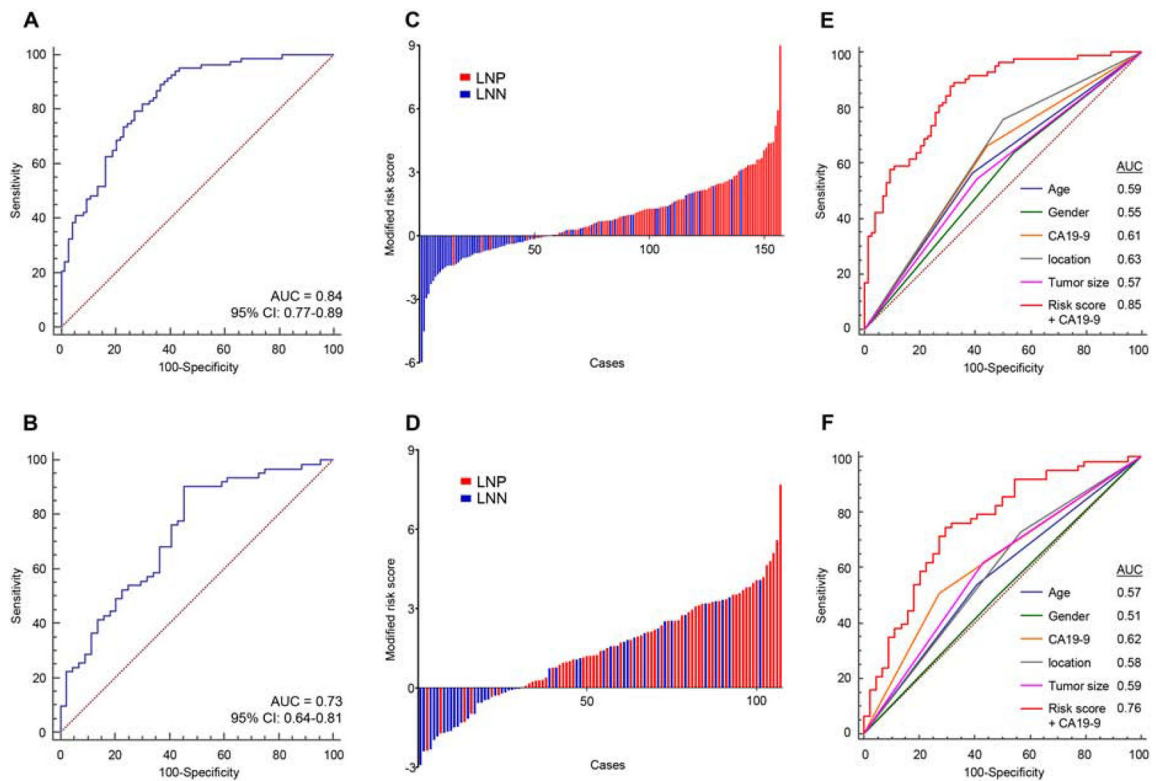 A
100
80
60
40
20
0
Sensitivity
AUC = 0.84
95% CI: 0.77-0.89
0 20 40 60 80 100
100-Specificity
C
9
6
3
0
-3
-6
Modified risk score
LNP
LNN
50 100 150
Cases
E
100
80
60
40
20
0
Sensitivity
AUC
Age 0.59
Gender 0.55
CA19-9 0.61
location 0.63
Tumor size 0.57
Risk score 0.85
+ CA19-9
0 20 40 60 80 100
100-Specificity
B
100
80
60
40
20
0
Sensitivity
AUC = 0.73
95% CI: 0.64-0.81
0 20 40 60 80 100
100-Specificity
D
9
6
3
0
-3
Modified risk score
LNP
LNN
50 100
Cases
F
100
80
60
40
20
0
Sensitivity
AUC
Age 0.57
Gender 0.51
CA19-9 0.62
location 0.58
Tumor size 0.59
Risk score 0.76
+ CA19-9
0 20 40 60 80 100
100-Specificity